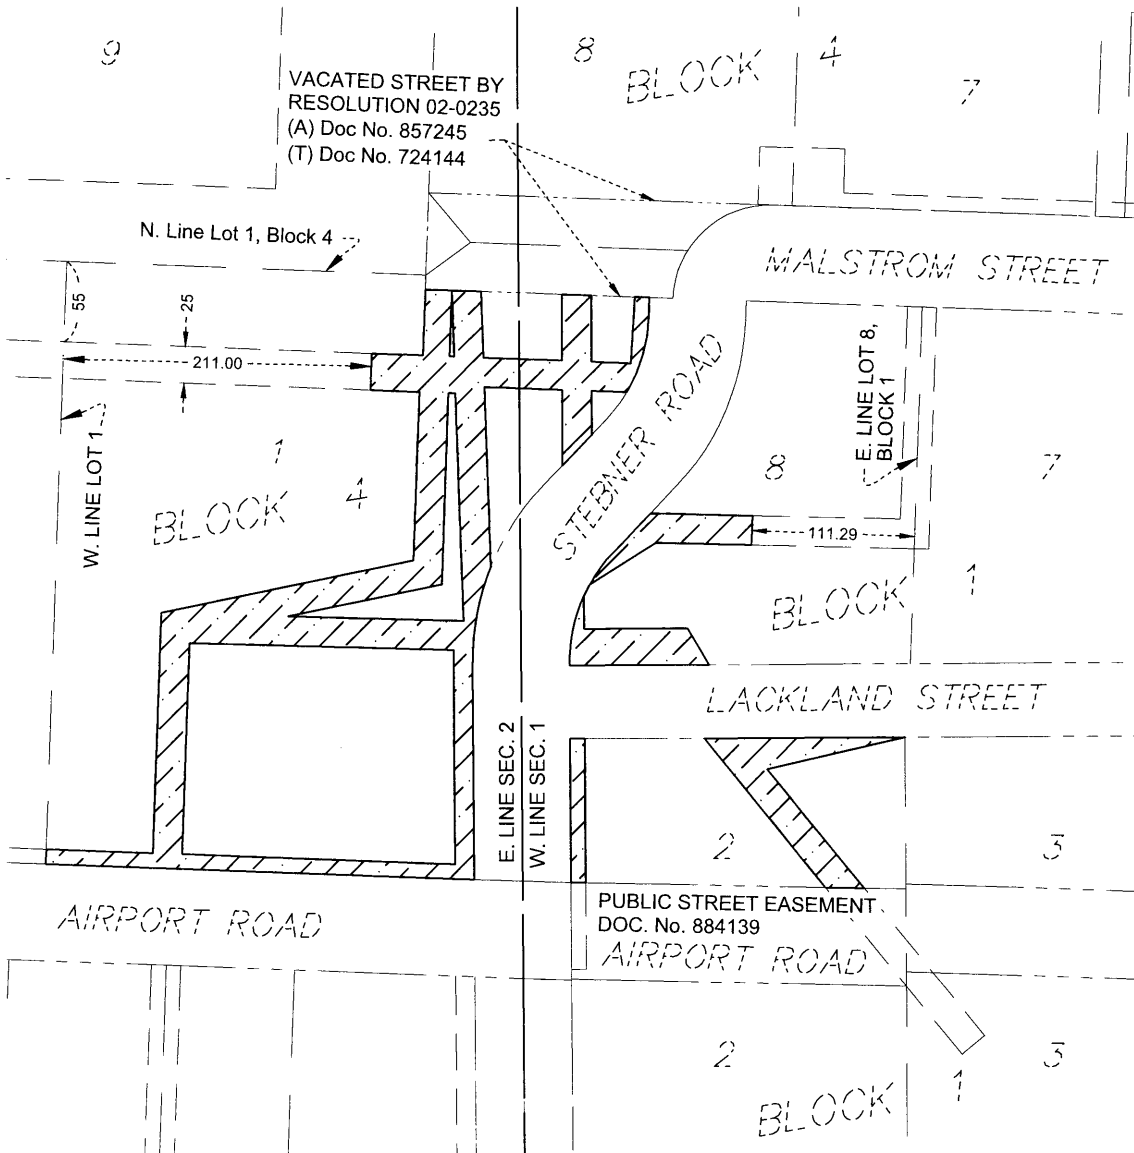 9
8
BLOCK 4
7
VACATED STREET BY
RESOLUTION 02-0235
(A) Doc No. 857245
(T) Doc No. 724144
N. Line Lot 1, Block 4
MALSTROM STREET
55
25
211.00
STEBNER ROAD
E. LINE LOT 8,
BLOCK 1
W. LINE LOT 1
1
BLOCK 4
8
7
111.29
BLOCK 1
LACKLAND STREET
E. LINE SEC. 2
W. LINE SEC. 1
2
3
PUBLIC STREET EASEMENT
DOC. No. 884139
AIRPORT ROAD
AIRPORT ROAD
2
3
BLOCK 1